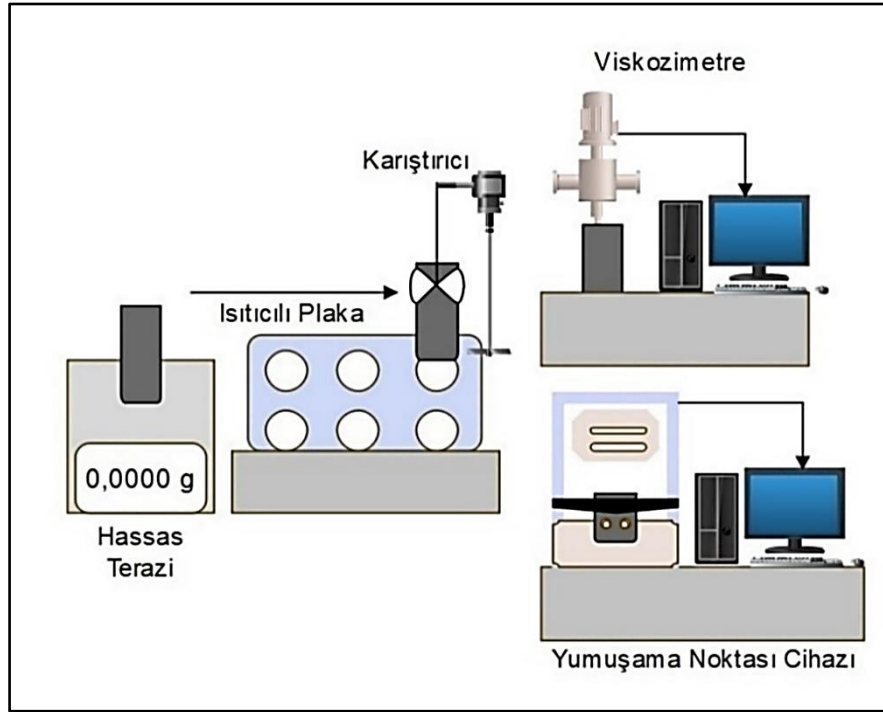 Viskozimetre
Karıştırıcı
Isıtıcılı Plaka
0,0000 g
Hassas
Terazi
Yumuşama Noktası Cihazı